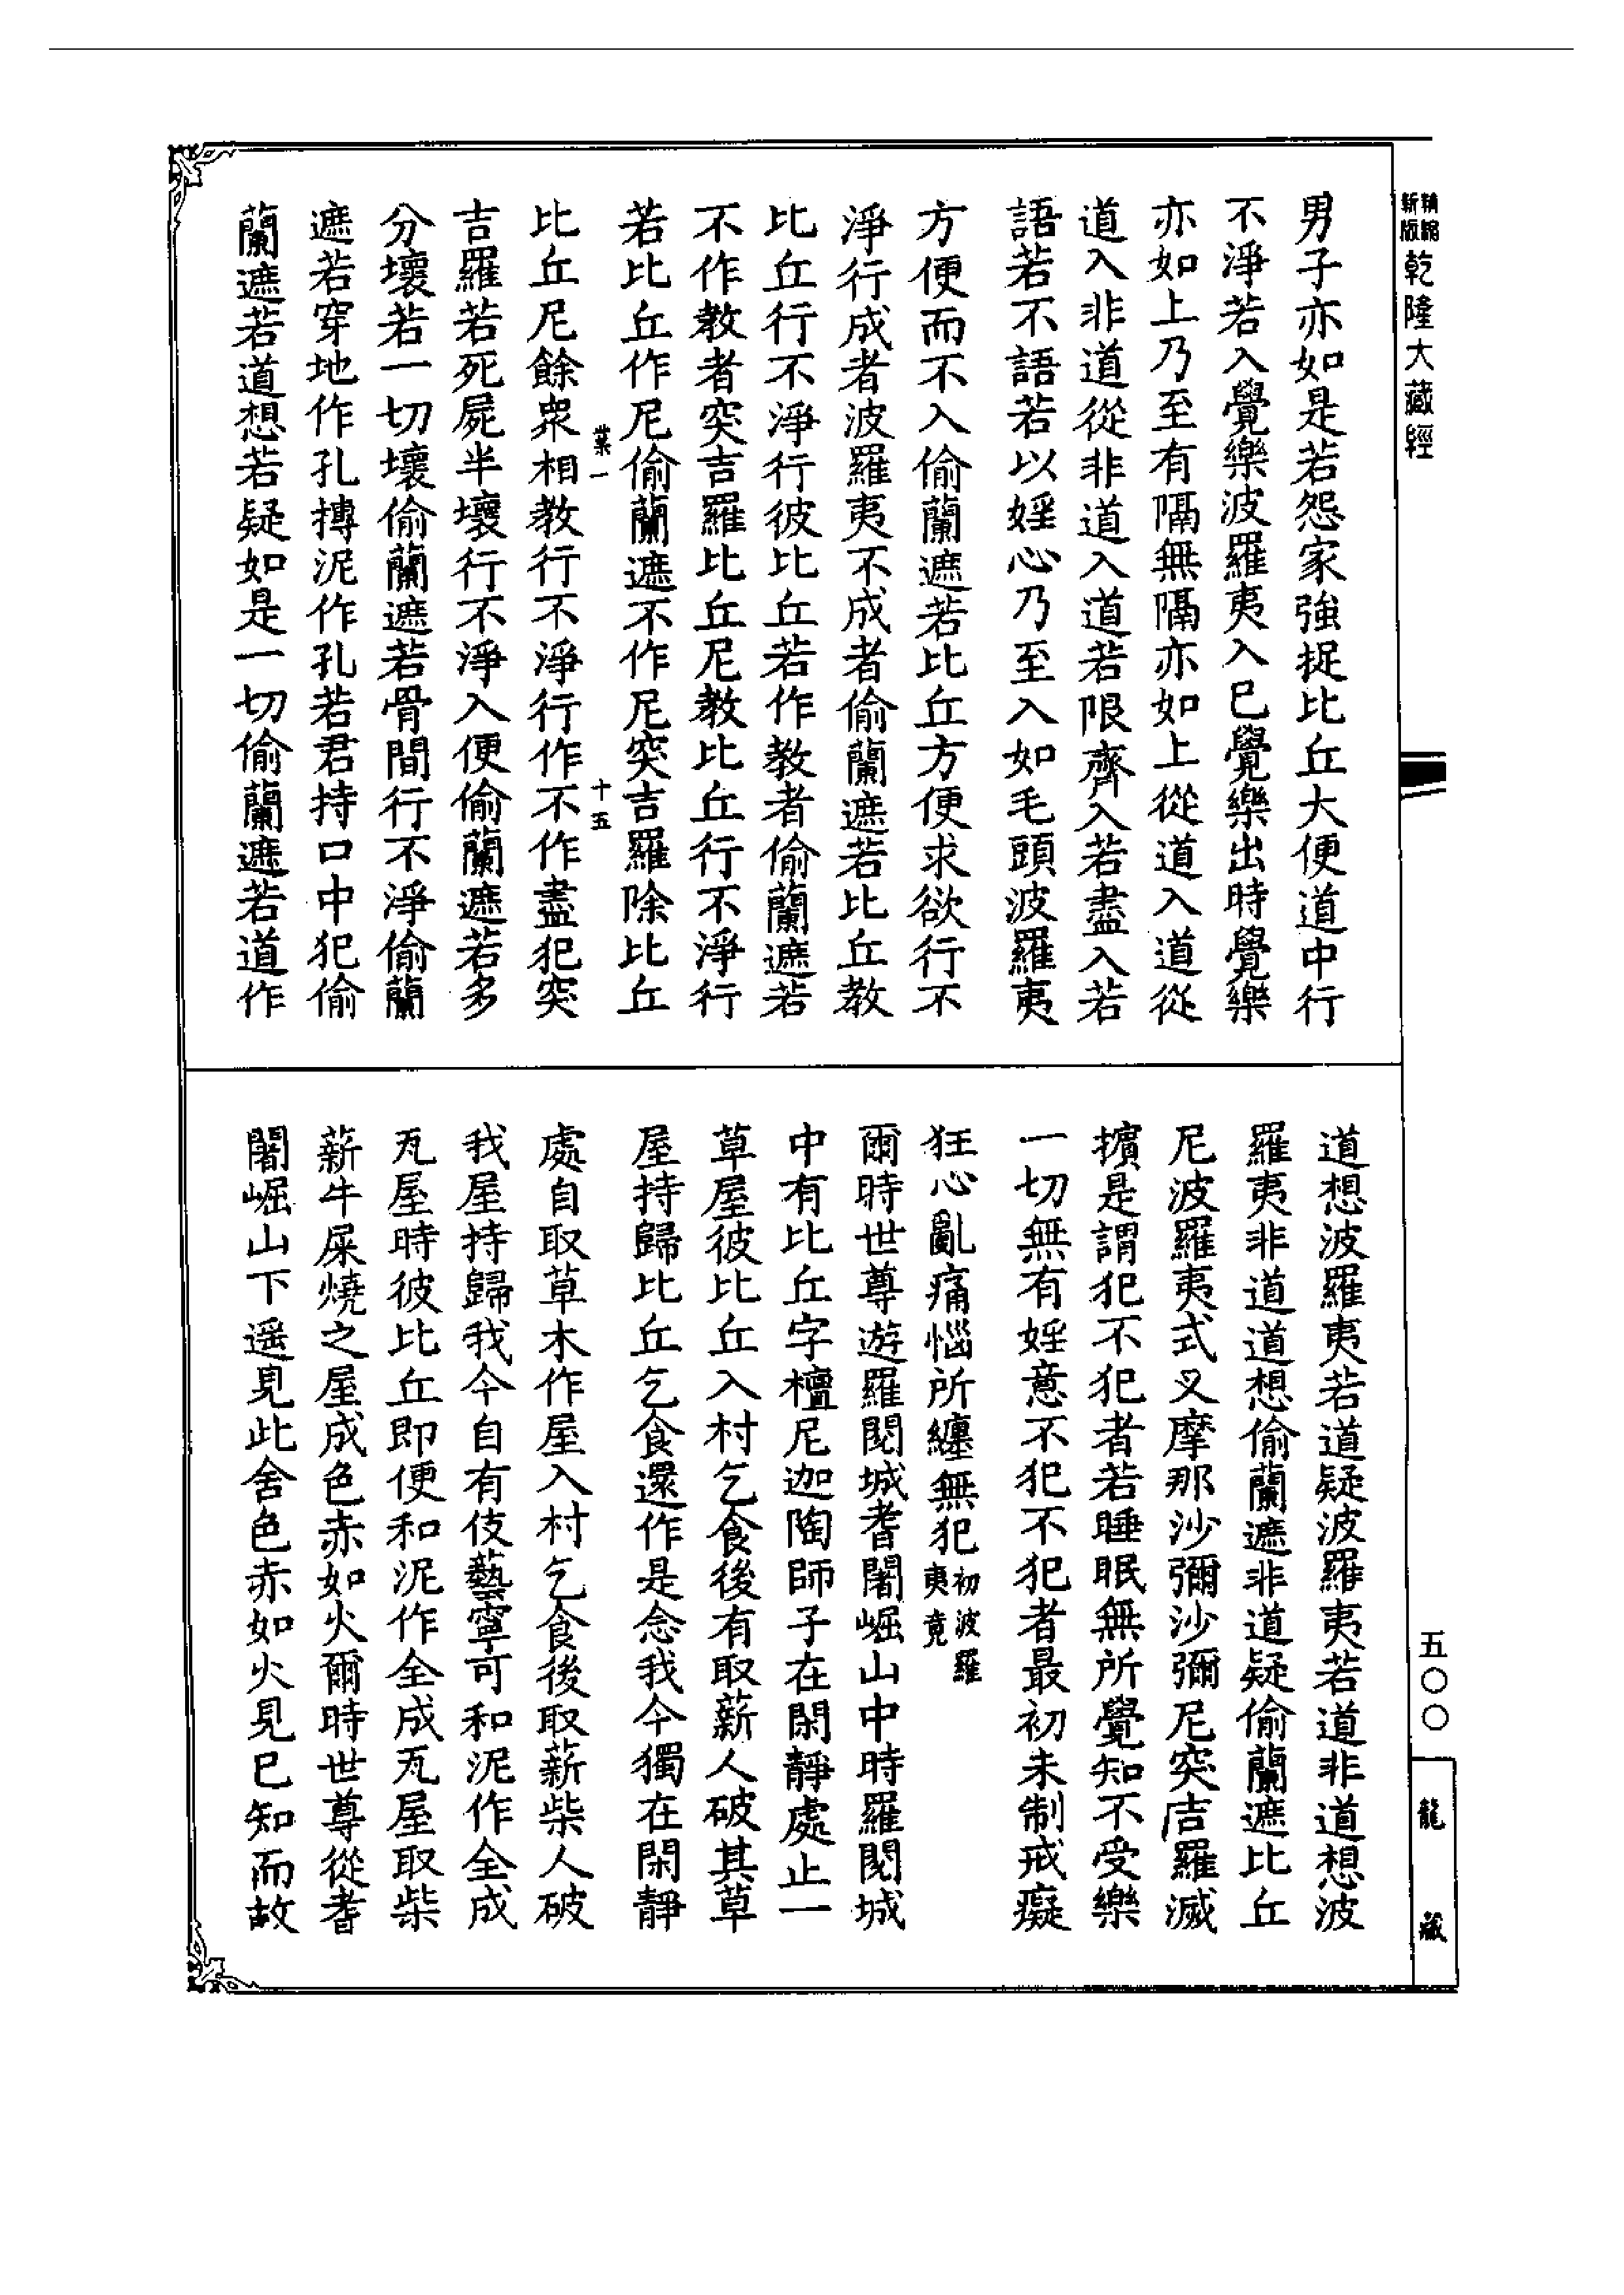 精縮新版乾隆大藏經
男子亦如是若怨家強捉比丘大便道中行
不淨若入覺樂波羅夷入已覺樂出時覺樂
亦如上乃至有隔無隔亦如上從道入道從
道入非道從非道入道若限齊入若盡入若
語若不語若以婬心乃至入如毛頭波羅夷
方便而不入偷蘭遮若比丘方便求欲行不
淨行成者波羅夷不成者偷蘭遮若比丘教
比丘行不淨行彼比丘若作教者偷蘭遮若
不作教者突吉羅比丘尼教比丘行不淨行
若比丘作尼偷蘭遮不作尼突吉羅除比丘
葉一 十五
比丘尼餘眾相教行不淨行作不作盡犯突
吉羅若死屍半壞行不淨入便偷蘭遮若多
分壞若一切壞偷蘭遮若骨間行不淨偷蘭
遮若穿地作孔摶泥作孔若君持口中犯偷
蘭遮若道想若疑如是一切偷蘭遮若道作
道想波羅夷若道疑波羅夷若道非道想波
羅夷非道道想偷蘭遮非道疑偷蘭遮比丘
尼波羅夷式叉摩那沙彌沙彌尼突吉羅滅
擯是謂犯不犯者若睡眠無所覺知不受樂
一切無有婬意不犯不犯者最初未制戒癡
狂心亂痛惱所纏無犯初波羅夷竟
爾時世尊遊羅閱城耆闍崛山中時羅閱城
中有比丘字檀尼迦陶師子在閑靜處止一
草屋彼比丘入村乞食後有取薪人破其草
屋持歸比丘乞食還作是念我今獨在閑靜
處自取草木作屋入村乞食後取薪柴人破
我屋持歸我今自有伎藝寧可和泥作全成
瓦屋時彼比丘即便和泥作全成瓦屋取柴
薪牛屎燒之屋成色赤如火爾時世尊從耆
闍崛山下遥見此舍色赤如火見已知而故
五〇〇
龍藏